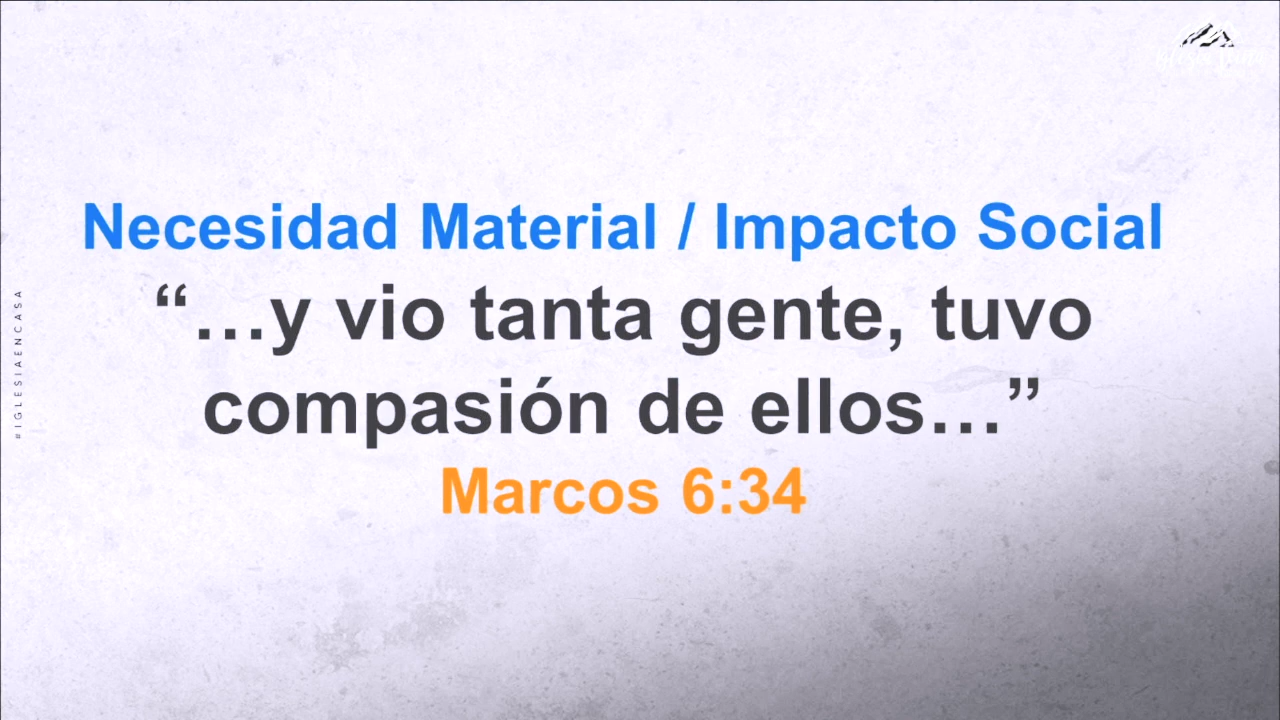 Necesidad Material / Impacto Social
“…y vio tanta gente, tuvo
compasión de ellos…”
Marcos 6:34
#IGLESIAENCASA